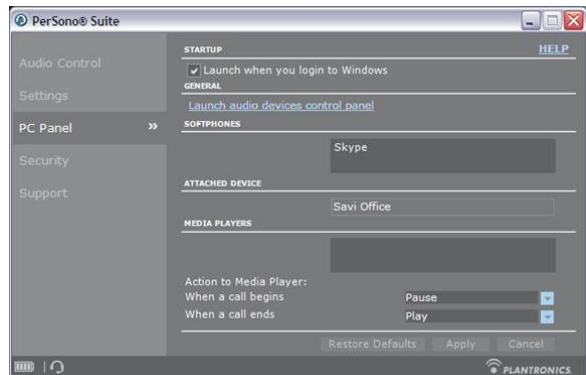 PerSono® Suite
Audio Control
Settings
PC Panel »
Security
Support
STARTUP
HELP
Launch when you login to Windows
GENERAL
Launch audio devices control panel
SOFTPHONES
Skype
ATTACHED DEVICE
Savi Office
MEDIA PLAYERS
Action to Media Player:
When a call begins Pause
When a call ends Play
Restore Defaults Apply Cancel
PLANTRONICS